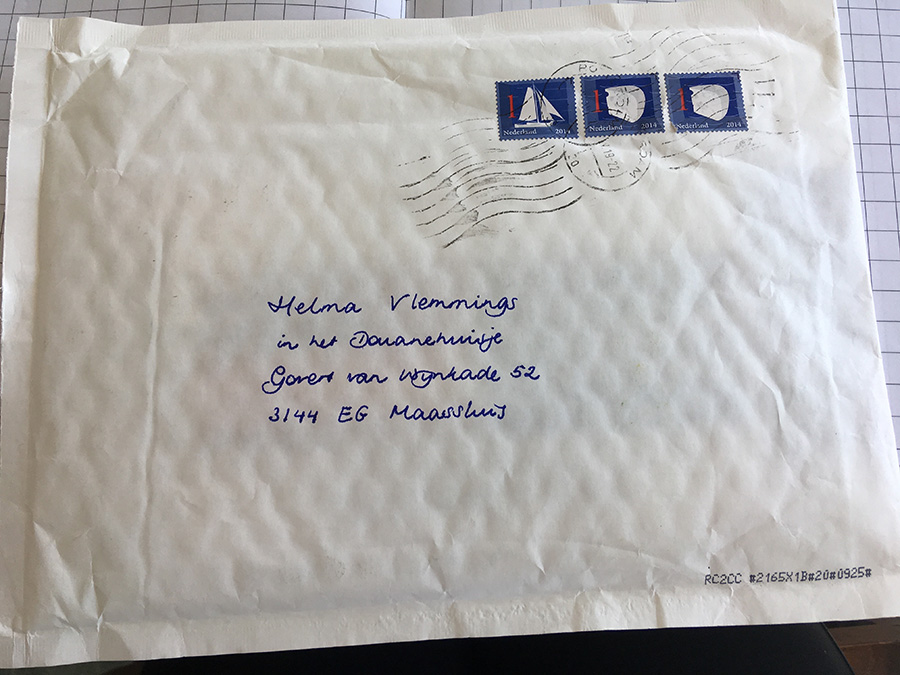 1
Nederland 2014
1
Nederland 2014
1
Nederland 2014
Helma Vlemmings
in het Douanehuisje
Govert van Wijnkade 52
3144 EG Maassluis
RC2CC #2165X1B#20#0925#